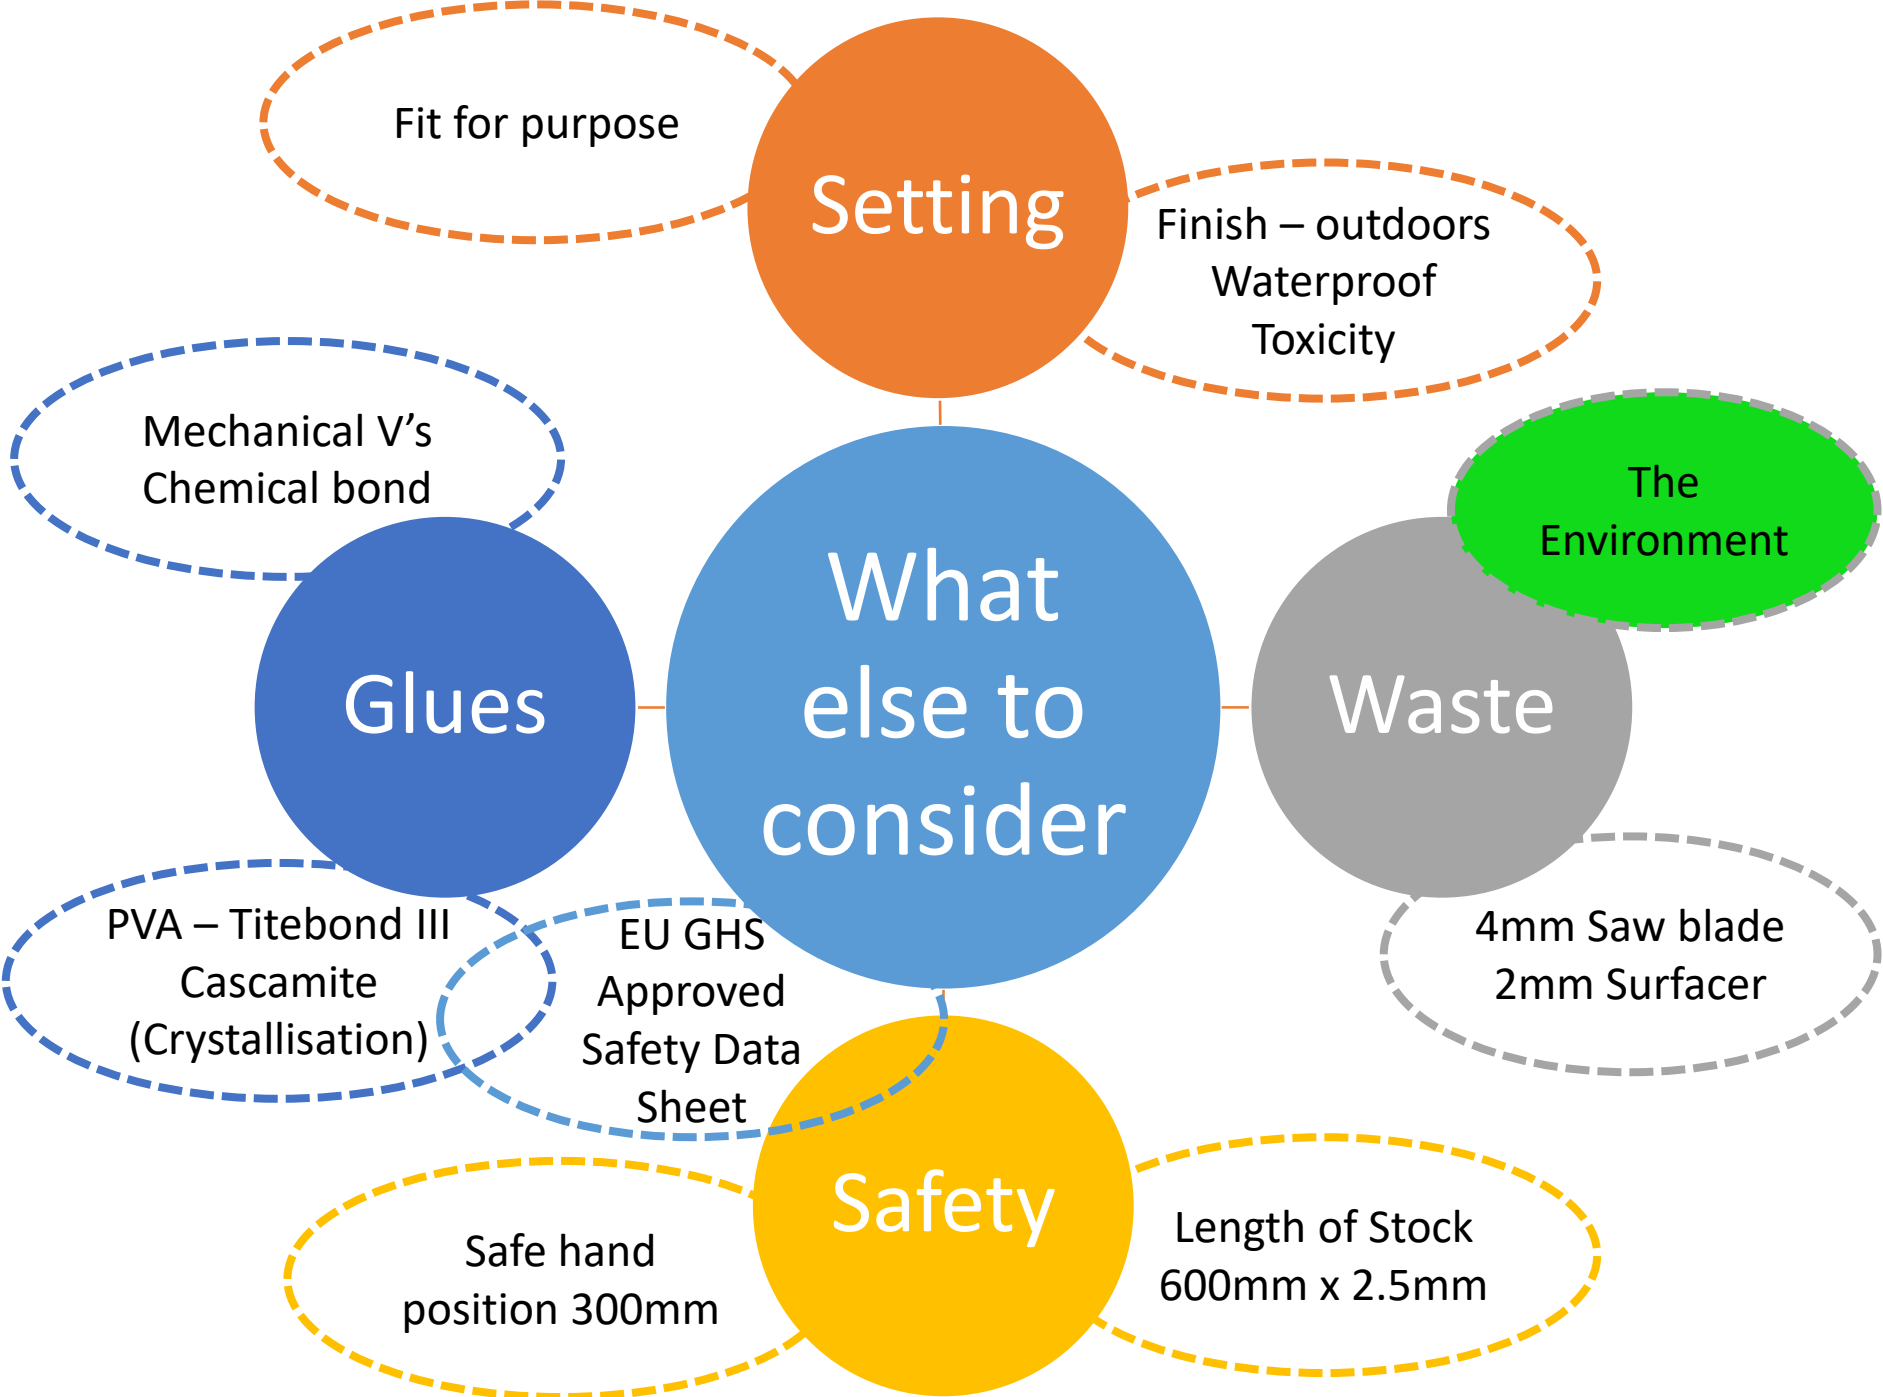 Fit for purpose
Setting
Finish – outdoors
Waterproof
Toxicity
Mechanical V’s
Chemical bond
The
Environment
What
else to
consider
Glues
Waste
PVA – Titebond III
Cascamite
(Crystallisation)
EU GHS
Approved
Safety Data
Sheet
4mm Saw blade
2mm Surfacer
Safety
Safe hand
position 300mm
Length of Stock
600mm x 2.5mm